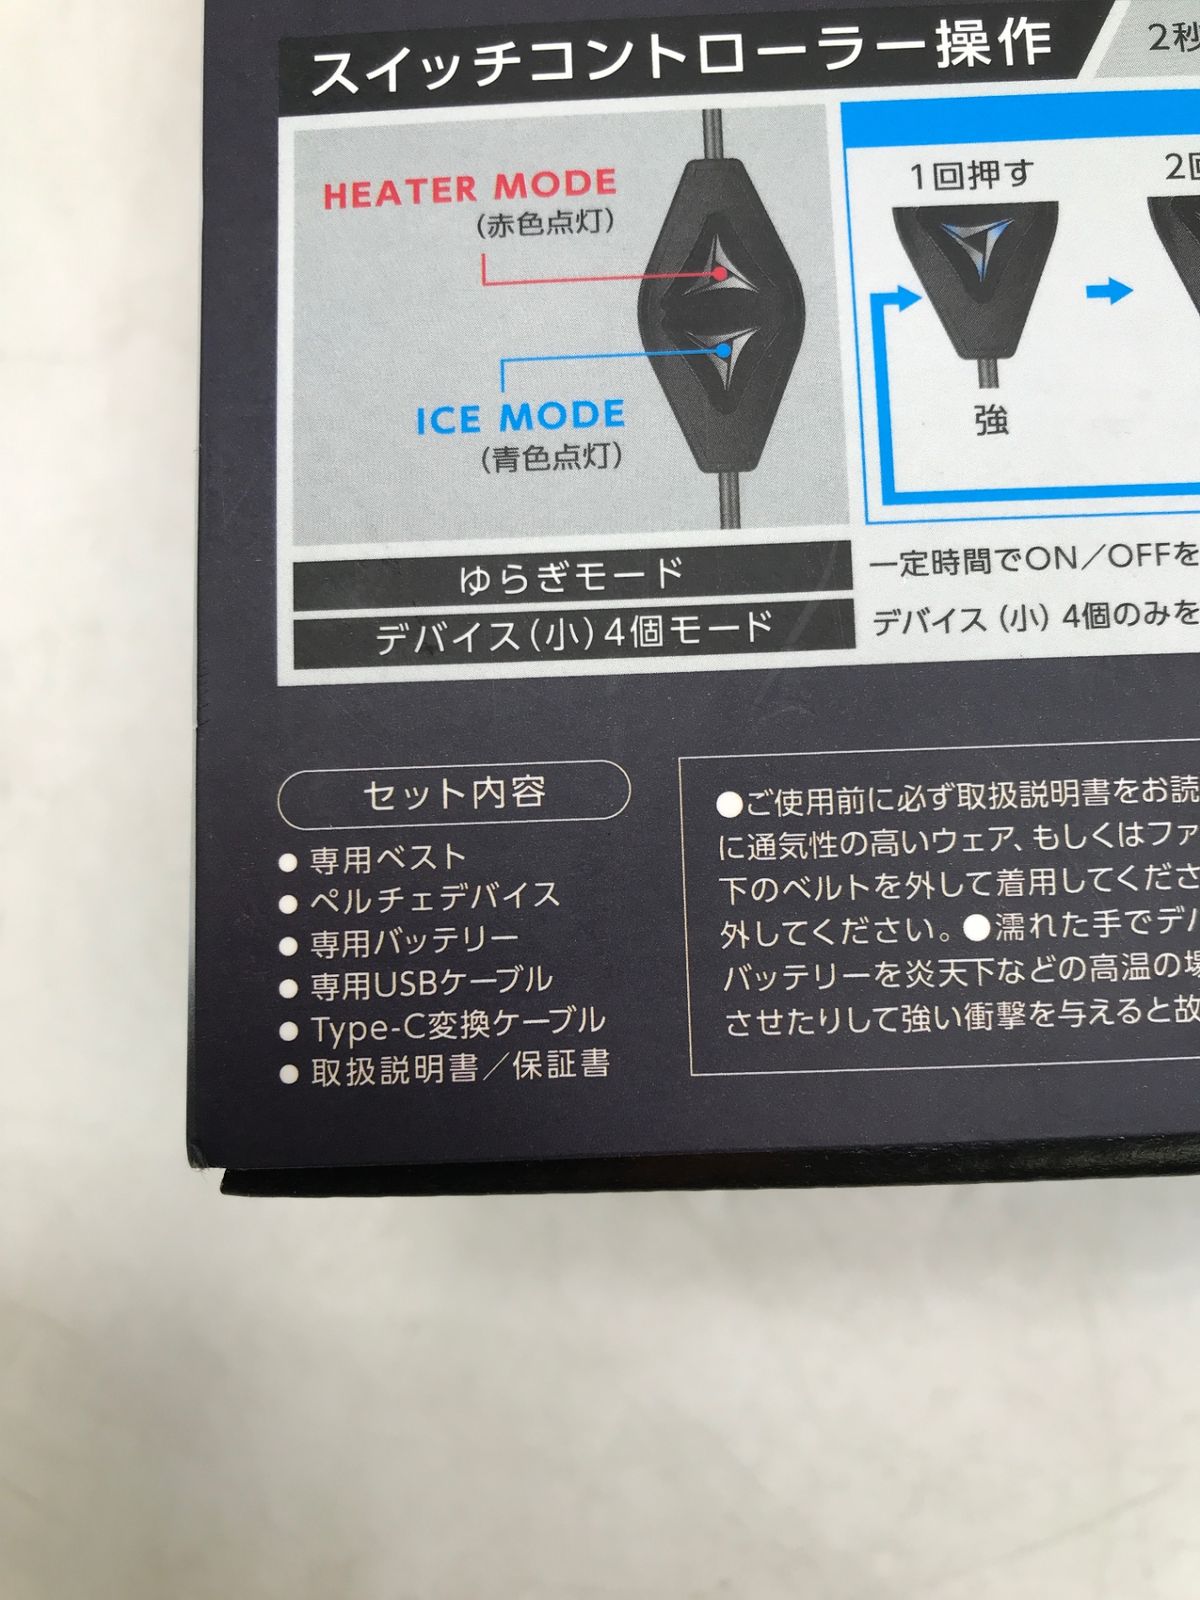 スイッチコントローラー操作
2秒
HEATER MODE
(赤色点灯)
ICE MODE
(青色点灯)
1回押す
2回
強
ゆらぎモード
一定時間でON／OFFを
デバイス(小)4個モード
デバイス(小)4個のみを
セット内容
●専用ベスト
●ペルチェデバイス
●専用バッテリー
●専用USBケーブル
●Type-C変換ケーブル
●取扱説明書／保証書
●ご使用前に必ず取扱説明書をお読
に通気性の高いウェア、もしくはファ
下のベルトを外して着用してくださ
外してください。●濡れた手でデバ
バッテリーを炎天下などの高温の場
させたりして強い衝撃を与えると故